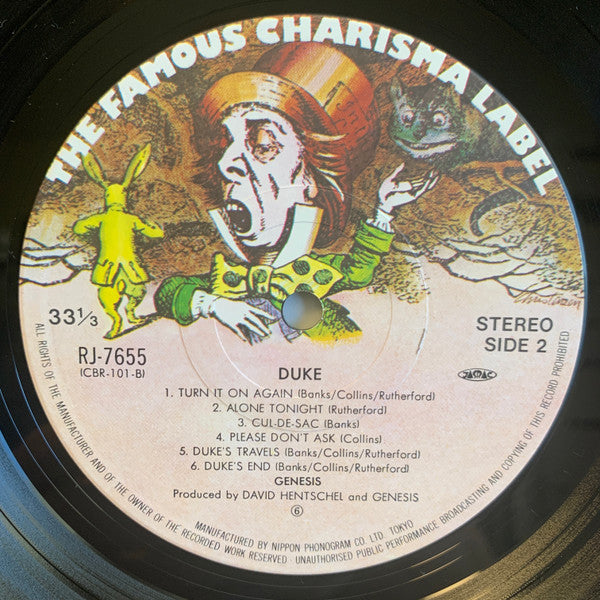 THE FAMOUS CHARISMA LABEL
33⅓
STEREO
SIDE 2
RJ-7655
(CBR-101-B)
JASRAC
DUKE
1. TURN IT ON AGAIN (Banks/Collins/Rutherford)
2. ALONE TONIGHT (Rutherford)
3. CUL-DE-SAC (Banks)
4. PLEASE DON'T ASK (Collins)
5. DUKE'S TRAVELS (Banks/Collins/Rutherford)
6. DUKE'S END (Banks/Collins/Rutherford)
GENESIS
Produced by DAVID HENTSCHEL and GENESIS
⑥
ALL RIGHTS OF THE MANUFACTURER AND OF THE OWNER OF THE RECORDED WORK RESERVED – UNAUTHORISED PUBLIC PERFORMANCE BROADCASTING AND COPYING OF THIS RECORD PROHIBITED
MANUFACTURED BY NIPPON PHONOGRAM CO. LTD. TOKYO